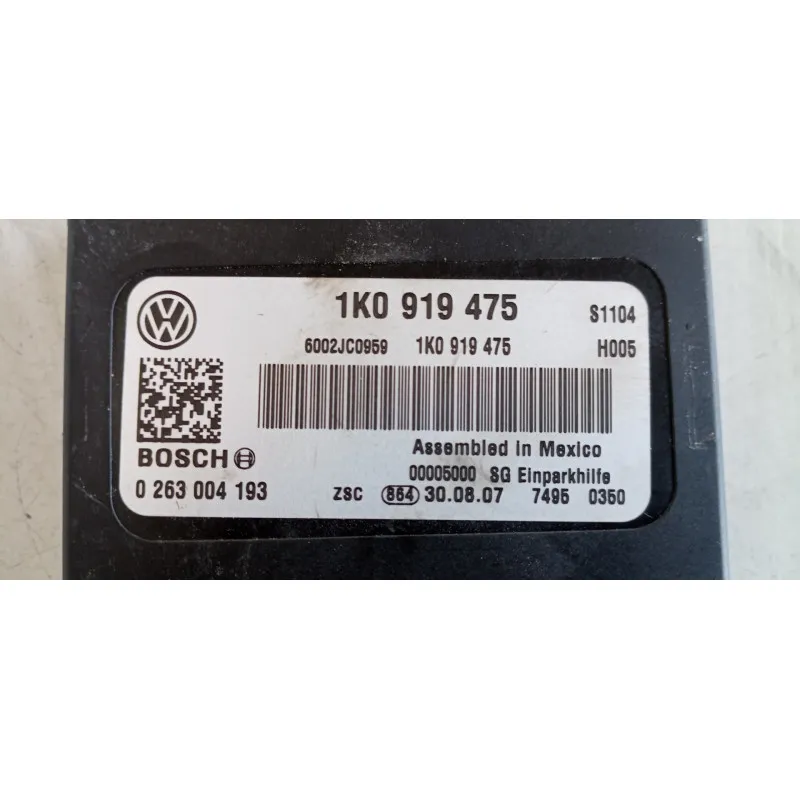 1K0 919 475 S1104
6002JC0959 1K0 919 475 H005
Assembled in Mexico
BOSCH 00005000 SG Einparkhilfe
0 263 004 193 ZSC 864 30.08.07 7495 0350